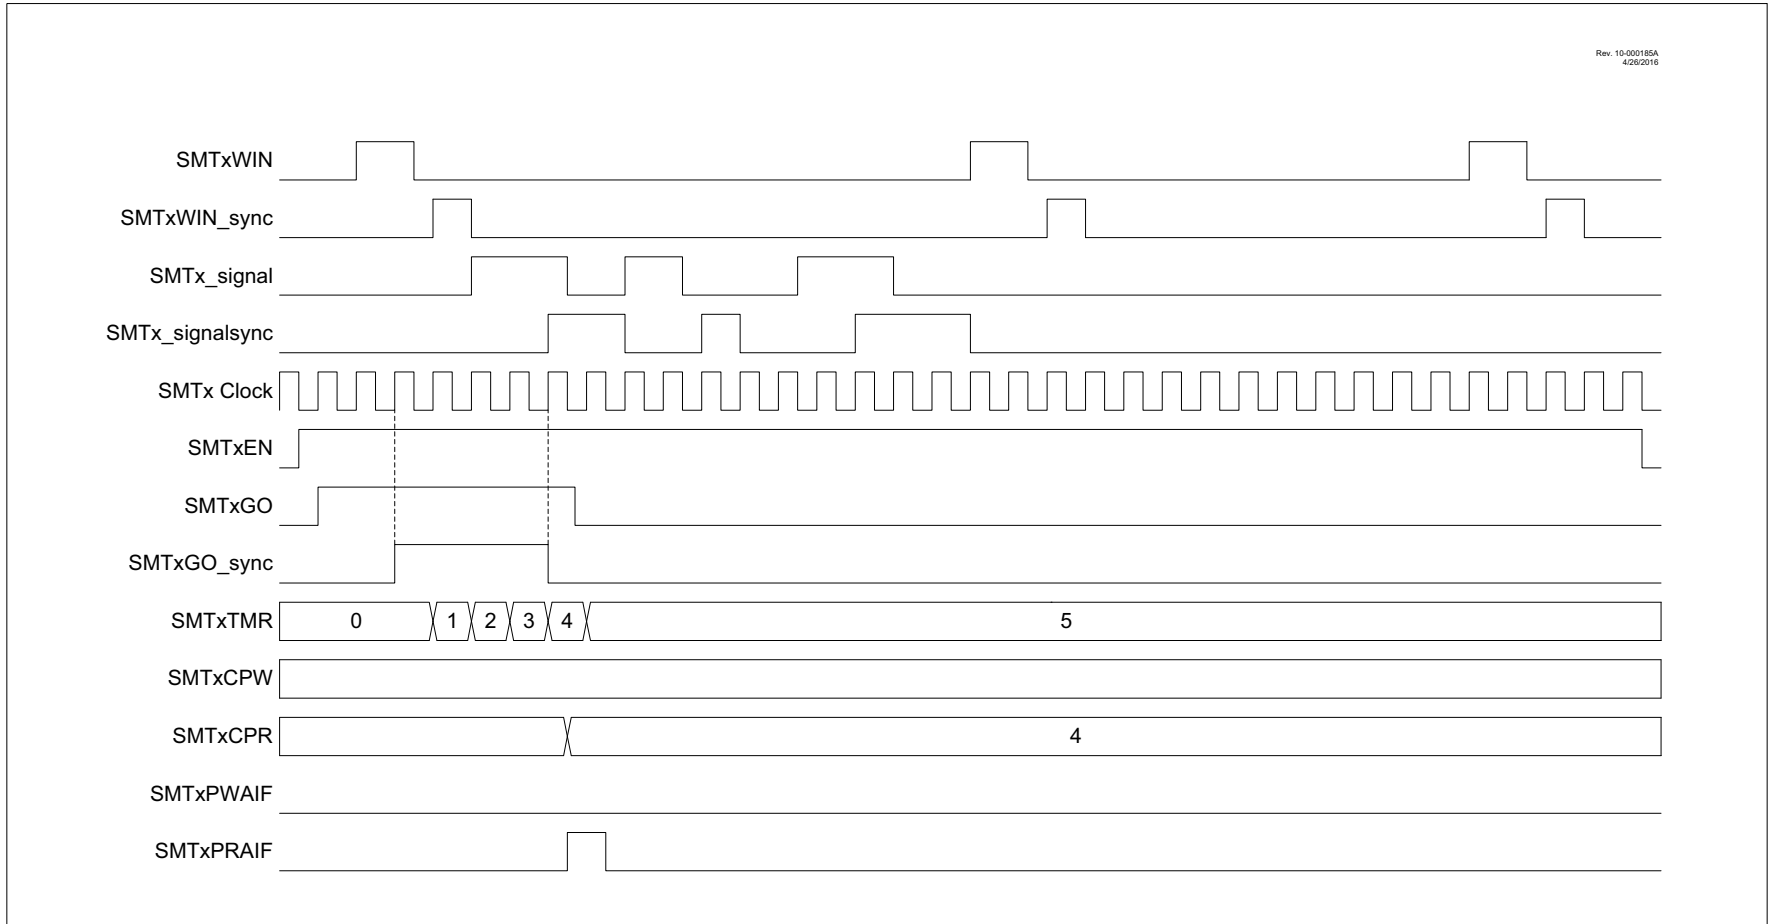 Rev. 10-000185A
4/26/2016
SMTxWIN
SMTxWIN_sync
SMTx_signal
SMTx_signalsync
SMTx Clock
SMTxEN
SMTxGO
SMTxGO_sync
SMTxTMR 0 1 2 3 4 5
SMTxCPW
SMTxCPR 4
SMTxPWAIF
SMTxPRAIF